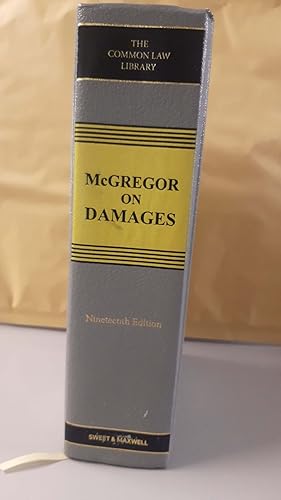 THE
COMMON LAW
LIBRARY
McGREGOR
ON
DAMAGES
Nineteenth Edition
SWEET & MAXWELL